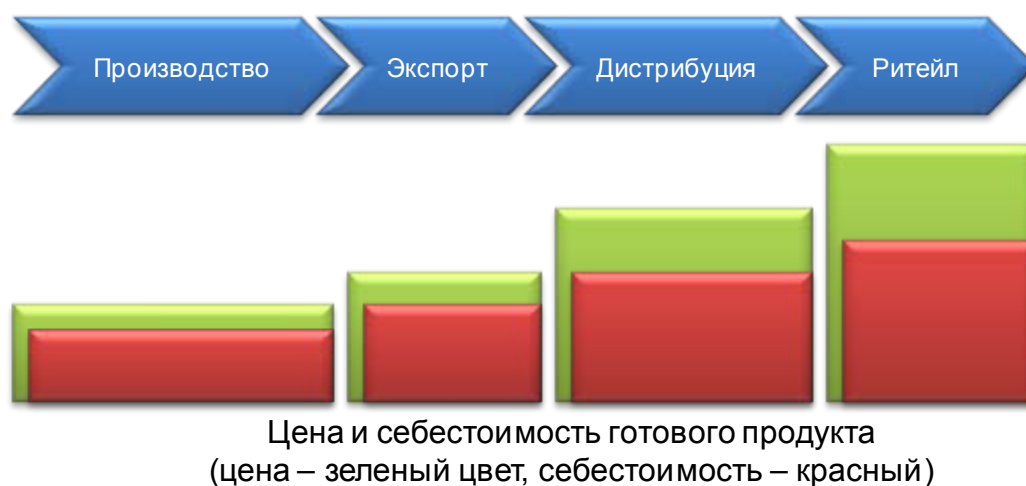 Производство
Экспорт
Дистрибуция
Ритейл
Цена и себестоимость готового продукта
(цена – зеленый цвет, себестоимость – красный)